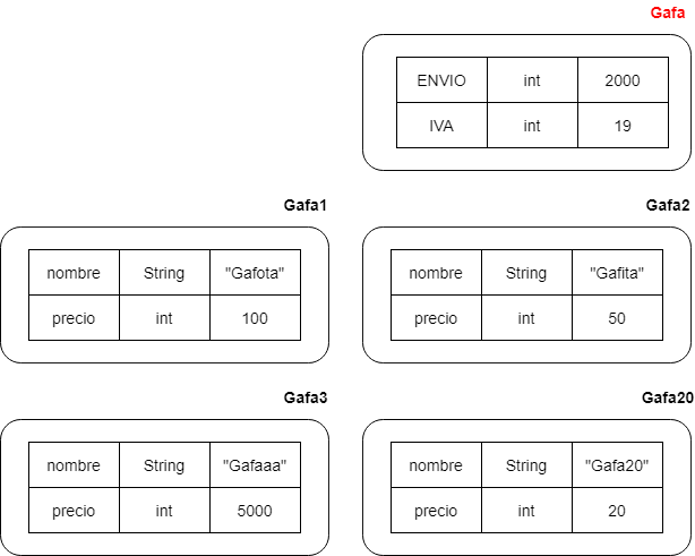 Gafa
ENVIO int 2000
IVA int 19
Gafa1
nombre String "Gafota"
precio int 100
Gafa2
nombre String "Gafita"
precio int 50
Gafa3
nombre String "Gafaaa"
precio int 5000
Gafa20
nombre String "Gafa20"
precio int 20